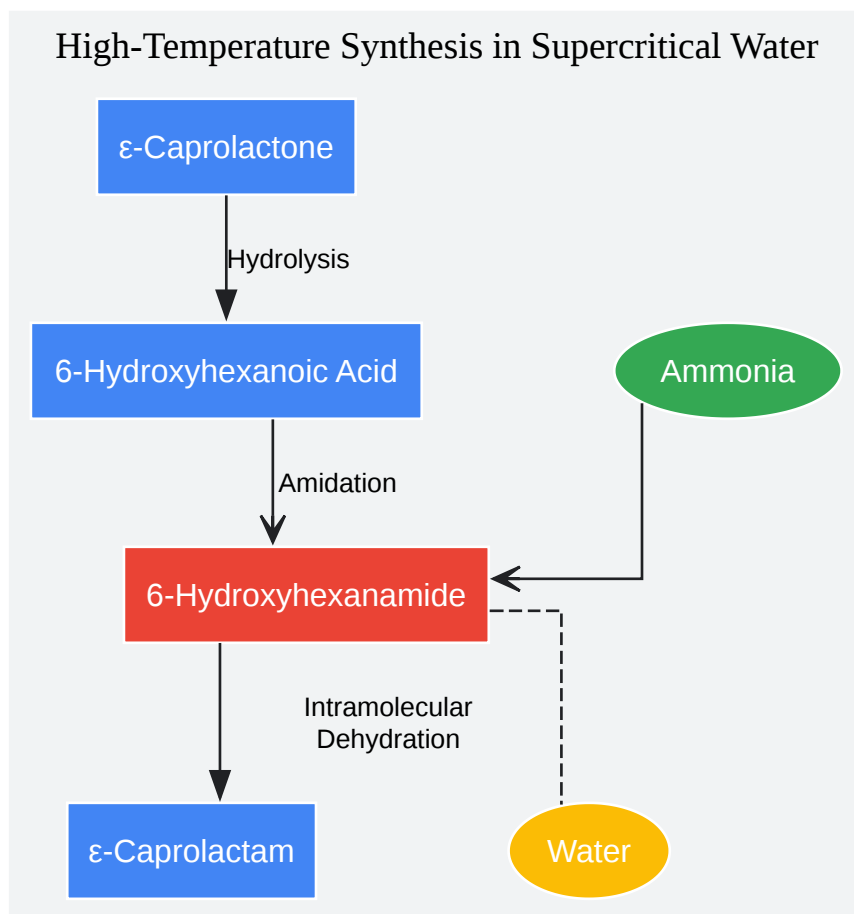 High-Temperature Synthesis in Supercritical Water
ε-Caprolactone
Hydrolysis
6-Hydroxyhexanoic Acid
Ammonia
Amidation
6-Hydroxyhexanamide
Intramolecular
Dehydration
ε-Caprolactam
Water